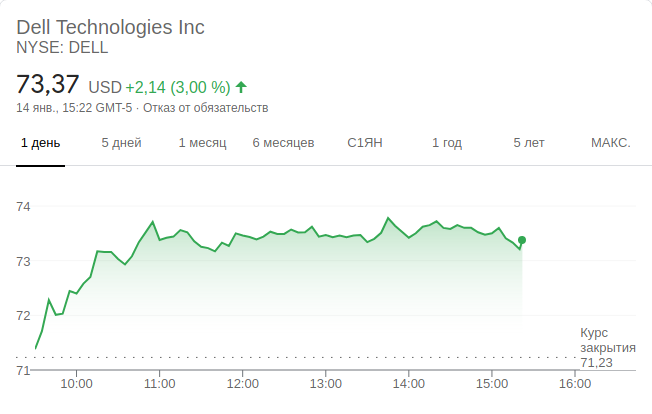 Dell Technologies Inc
NYSE: DELL
73,37 USD +2,14 (3,00 %)
14 янв., 15:22 GMT-5 · Отказ от обязательств
1 день 5 дней 1 месяц 6 месяцев С1ЯН 1 год 5 лет МАКС.
74
73
72
Курс
закрытия
71,23
71
10:00 11:00 12:00 13:00 14:00 15:00 16:00